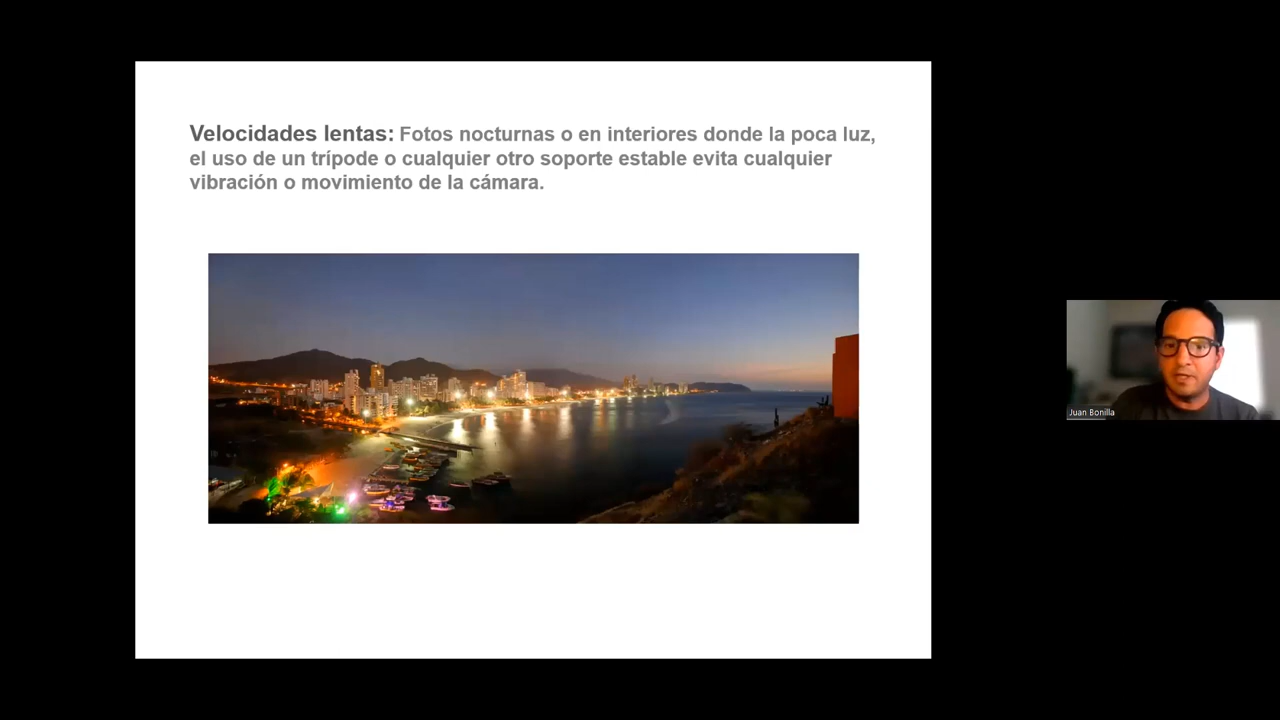 Velocidades lentas: Fotos nocturnas o en interiores donde la poca luz,
el uso de un trípode o cualquier otro soporte estable evita cualquier
vibración o movimiento de la cámara.
Juan Bonilla